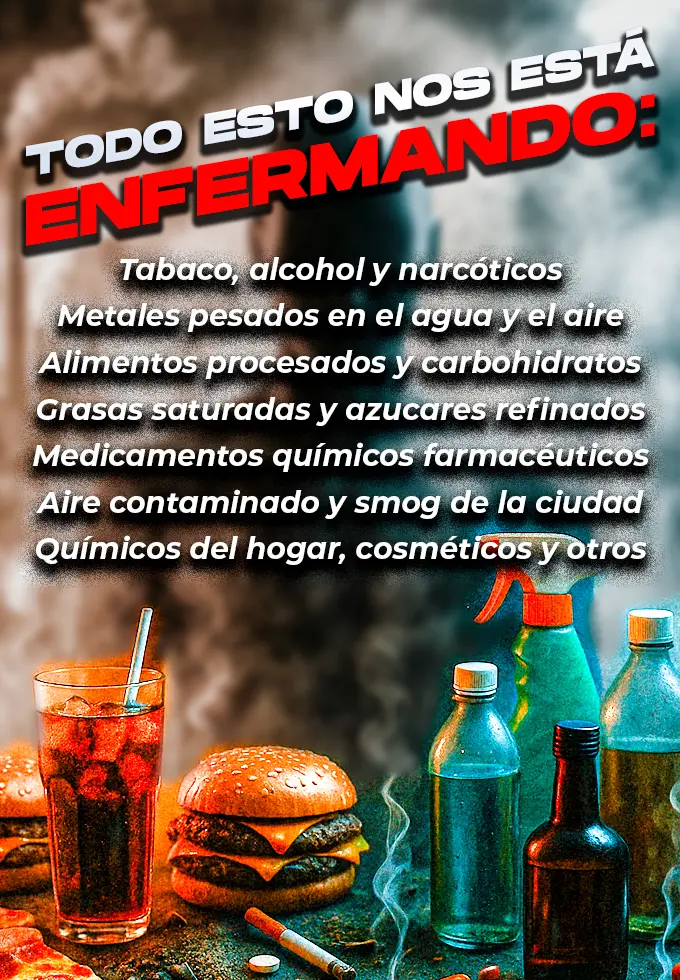 TODO ESTO NOS ESTÁ
ENFERMANDO:
Tabaco, alcohol y narcóticos
Metales pesados en el agua y el aire
Alimentos procesados y carbohidratos
Grasas saturadas y azucares refinados
Medicamentos químicos farmacéuticos
Aire contaminado y smog de la ciudad
Químicos del hogar, cosméticos y otros